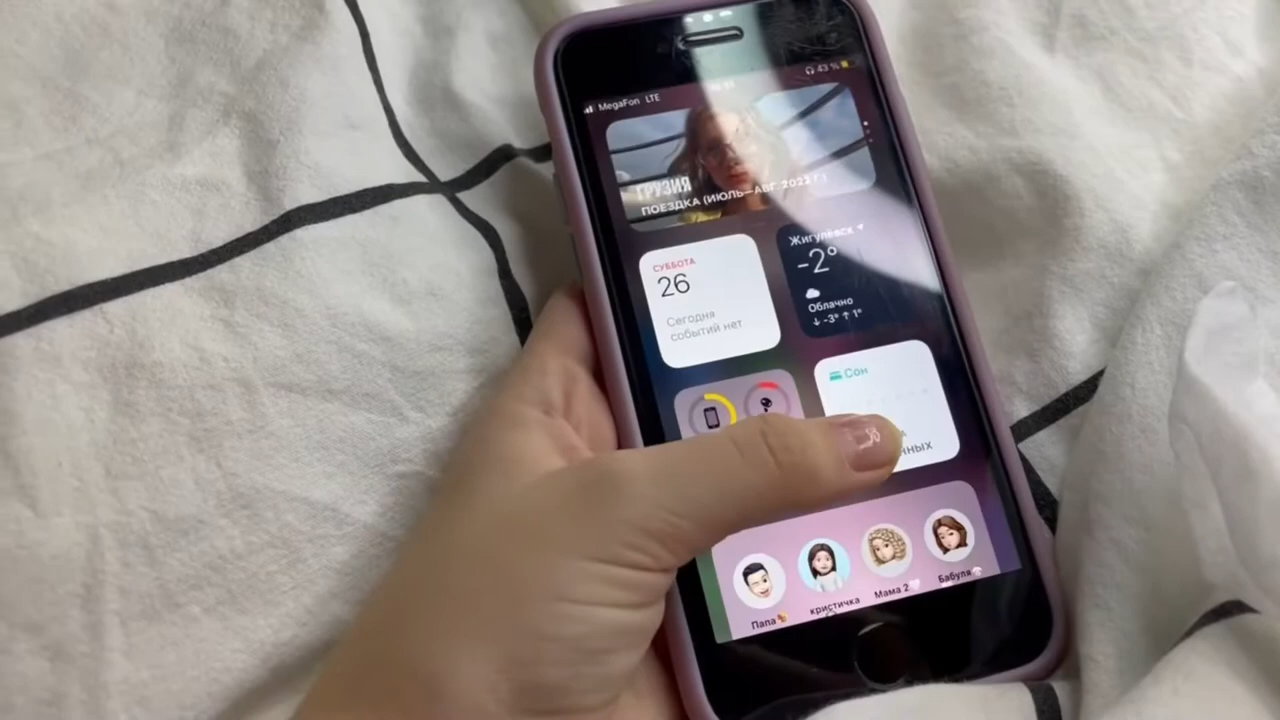 MegaFon LTE
43 %
ГРУЗИЯ
ПОЕЗДКА (ИЮЛЬ—АВГ. 2022 Г.)
СУББОТА
26
Сегодня
событий нет
Жигулёвск
-2°
Облачно
↓-3° ↑1°
Сон
Папа
кристичка
Мама 2
Бабуля